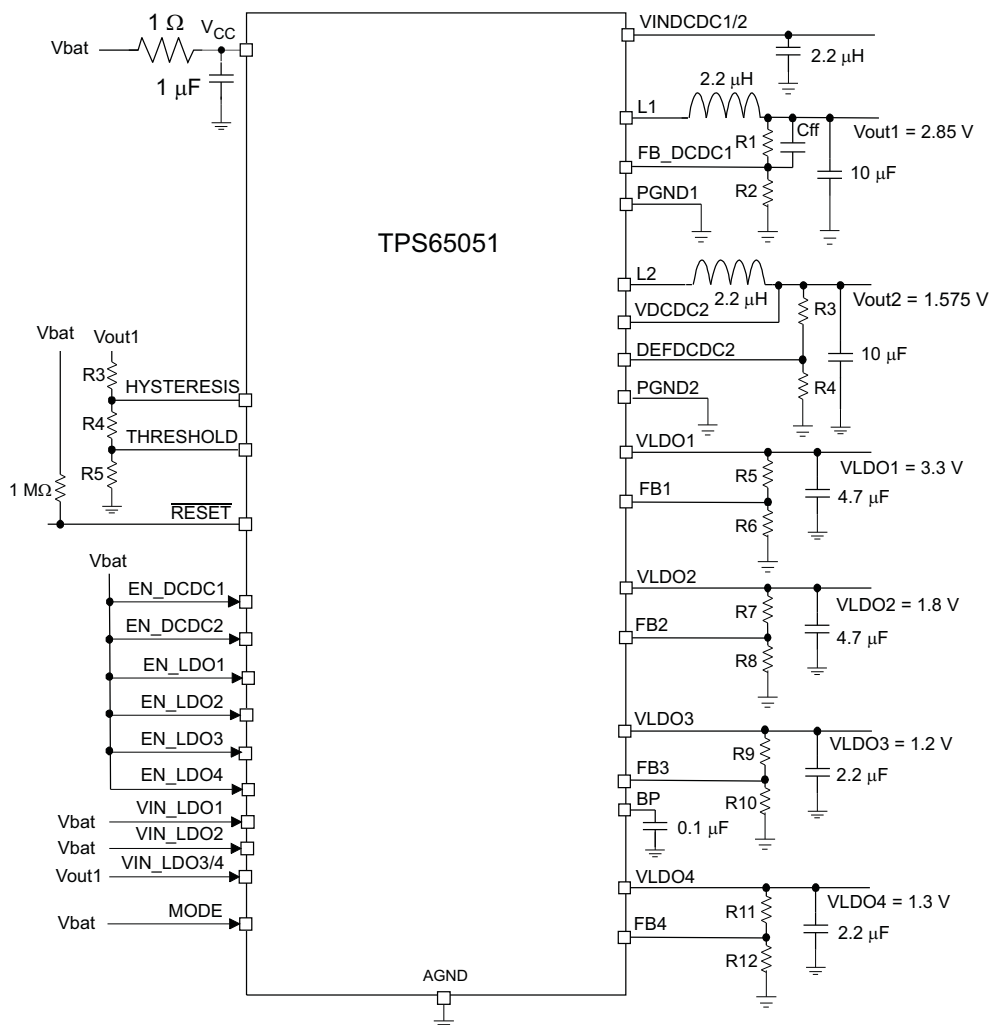 1 Ω
Vbat
VCC
1 μF
TPS65051
Vbat
Vout1
R3
HYSTERESIS
R4
THRESHOLD
R5
1 MΩ
RESET
Vbat
EN_DCDC1
EN_DCDC2
EN_LDO1
EN_LDO2
EN_LDO3
EN_LDO4
Vbat VIN_LDO1
Vbat VIN_LDO2
Vout1 VIN_LDO3/4
Vbat MODE
AGND
VINDCDC1/2
2.2 μH
2.2 μH
L1
R1
Cff
Vout1 = 2.85 V
FB_DCDC1
R2
10 μF
PGND1
L2
2.2 μH
Vout2 = 1.575 V
VDCDC2
R3
DEFDCDC2
10 μF
R4
PGND2
VLDO1
R5
VLDO1 = 3.3 V
FB1
4.7 μF
R6
VLDO2
R7
VLDO2 = 1.8 V
FB2
4.7 μF
R8
VLDO3
R9
VLDO3 = 1.2 V
FB3
2.2 μF
R10
BP
0.1 μF
VLDO4
R11
VLDO4 = 1.3 V
FB4
2.2 μF
R12